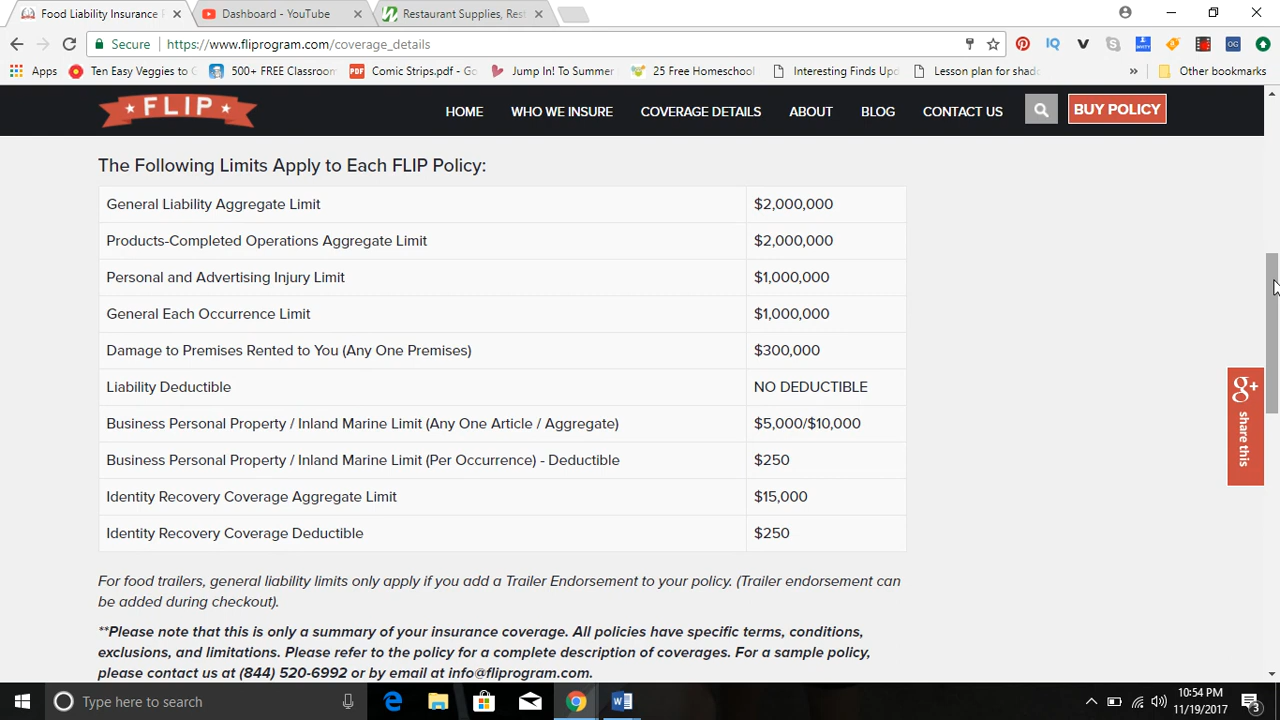 Food Liability Insurance P
Dashboard - YouTube
Restaurant Supplies, Rest
Secure
https://www.fliprogram.com/coverage_details
Apps
Ten Easy Veggies to G
500+ FREE Classroom
Comic Strips.pdf - Go
Jump In! To Summer
25 Free Homeschool
Interesting Finds Upd
Lesson plan for shad
Other bookmarks
FLIP
HOME
WHO WE INSURE
COVERAGE DETAILS
ABOUT
BLOG
CONTACT US
BUY POLICY
The Following Limits Apply to Each FLIP Policy:
General Liability Aggregate Limit $2,000,000
Products-Completed Operations Aggregate Limit $2,000,000
Personal and Advertising Injury Limit $1,000,000
General Each Occurrence Limit $1,000,000
Damage to Premises Rented to You (Any One Premises) $300,000
Liability Deductible NO DEDUCTIBLE
Business Personal Property / Inland Marine Limit (Any One Article / Aggregate) $5,000/$10,000
Business Personal Property / Inland Marine Limit (Per Occurrence) - Deductible $250
Identity Recovery Coverage Aggregate Limit $15,000
Identity Recovery Coverage Deductible $250
For food trailers, general liability limits only apply if you add a Trailer Endorsement to your policy. (Trailer endorsement can
be added during checkout).
**Please note that this is only a summary of your insurance coverage. All policies have specific terms, conditions,
exclusions, and limitations. Please refer to the policy for a complete description of coverages. For a sample policy,
please contact us at (844) 520-6992 or by email at info@fliprogram.com.
g+ share this
Type here to search
10:54 PM
11/19/2017
3